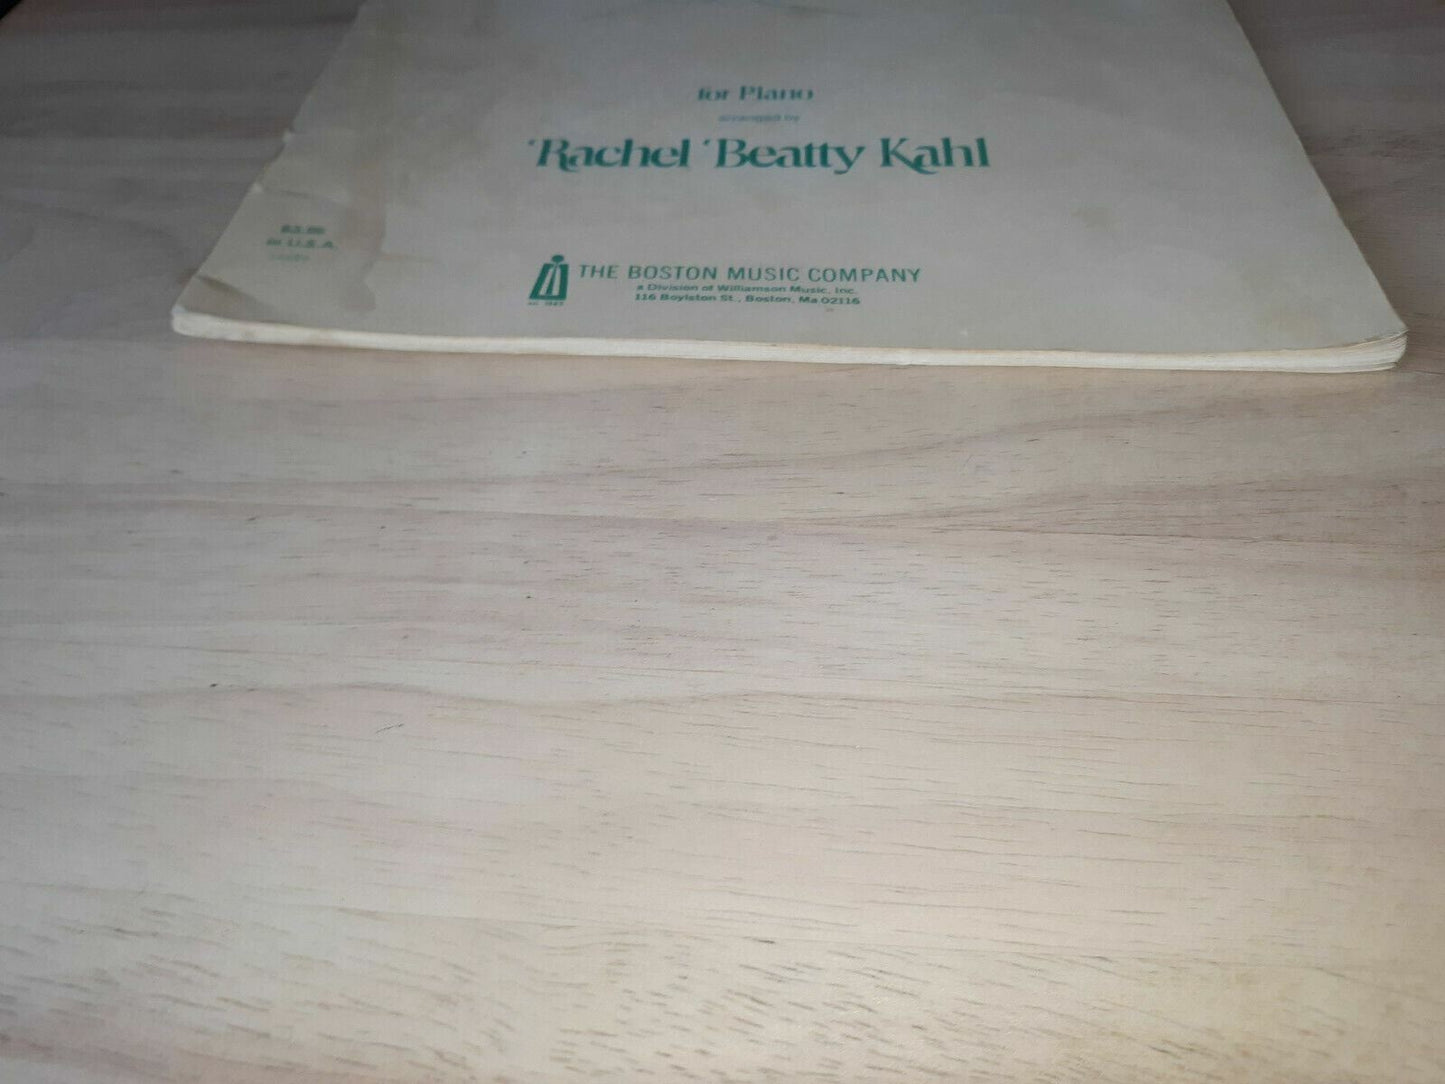 for Piano
arranged by
Rachel Beatty Kahl
in U.S.A.
THE BOSTON MUSIC COMPANY
a Division of Williamson Music, Inc.
116 Boylston St., Boston, Ma 02116